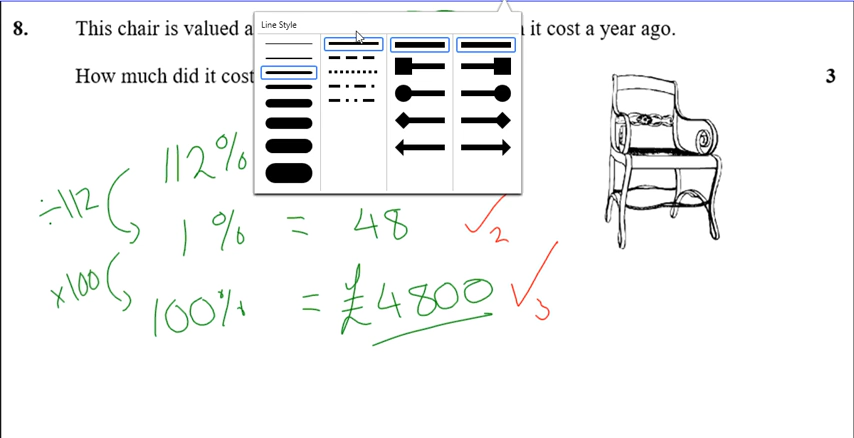 8. This chair is valued a
it cost a year ago.
How much did it cost
3
Line Style
112%
÷112
1% = 48 ✓2
×100
100% = £4800 ✓3